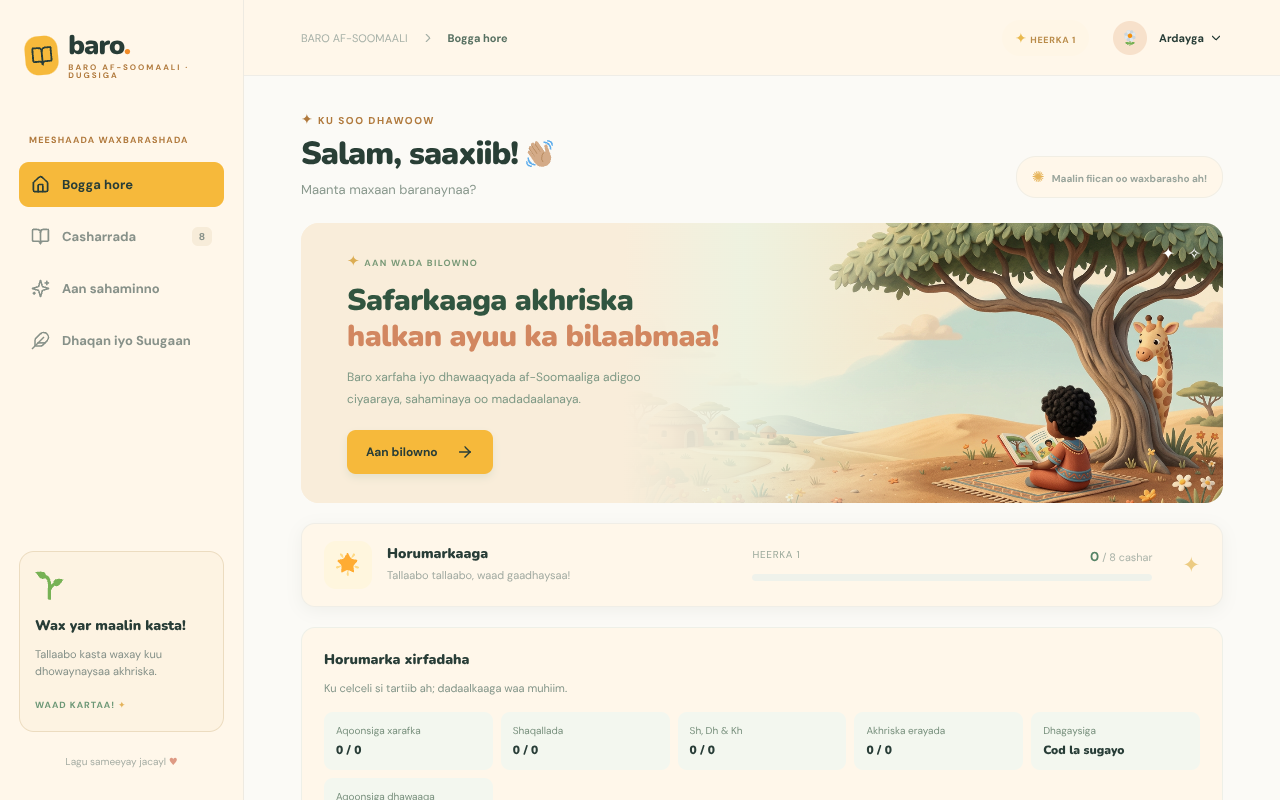 baro.
BARO AF-SOOMAALI ·
DUGSIGA
MEESHAADA WAXBARASHADA
Bogga hore
Casharrada 8
Aan sahaminno
Dhaqan iyo Suugaan
Wax yar maalin kasta!
Tallaabo kasta waxay kuu
dhowaynaysaa akhriska.
WAAD KARTAA!
Lagu sameeyay jacayl ♥
BARO AF-SOOMAALI > Bogga hore
HEERKA 1
Ardayga
KU SOO DHAWOOW
Salam, saaxiib! 👋🏽
Maanta maxaan baranaynaa?
Maalin fiican oo waxbarasho ah!
AAN WADA BILOWNO
Safarkaaga akhriska
halkan ayuu ka bilaabmaa!
Baro xarfaha iyo dhawaaqyada af-Soomaaliga adigoo
ciyaaraya, sahaminaya oo madadaalanaya.
Aan bilowno →
Horumarkaaga
Tallaabo tallaabo, waad gaadhaysaa!
HEERKA 1
0 / 8 cashar
Horumarka xirfadaha
Ku celceli si tartiib ah; dadaalkaaga waa muhiim.
Aqoonsiga xarafka
0 / 0
Shaqallada
0 / 0
Sh, Dh & Kh
0 / 0
Akhriska erayada
0 / 0
Dhagaysiga
Cod la sugayo
Aqoonsiga dhawaaqa